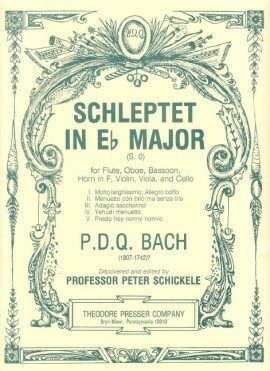 P.D.Q.
SCHLEPTET
IN E♭ MAJOR
(S. 0)
for Flute, Oboe, Bassoon,
Horn in F, Violin, Viola, and Cello
I. Molto larghissimo; Allegro boffo
II. Menuetto con brio ma senza trio
III. Adagio saccharino
IV. Yehudi menuetto
V. Presto hey nonny nonnio
P.D.Q. BACH
(1807-1742)?
Discovered and edited by
PROFESSOR PETER SCHICKELE
THEODORE PRESSER COMPANY
Bryn Mawr, Pennsylvania 19010